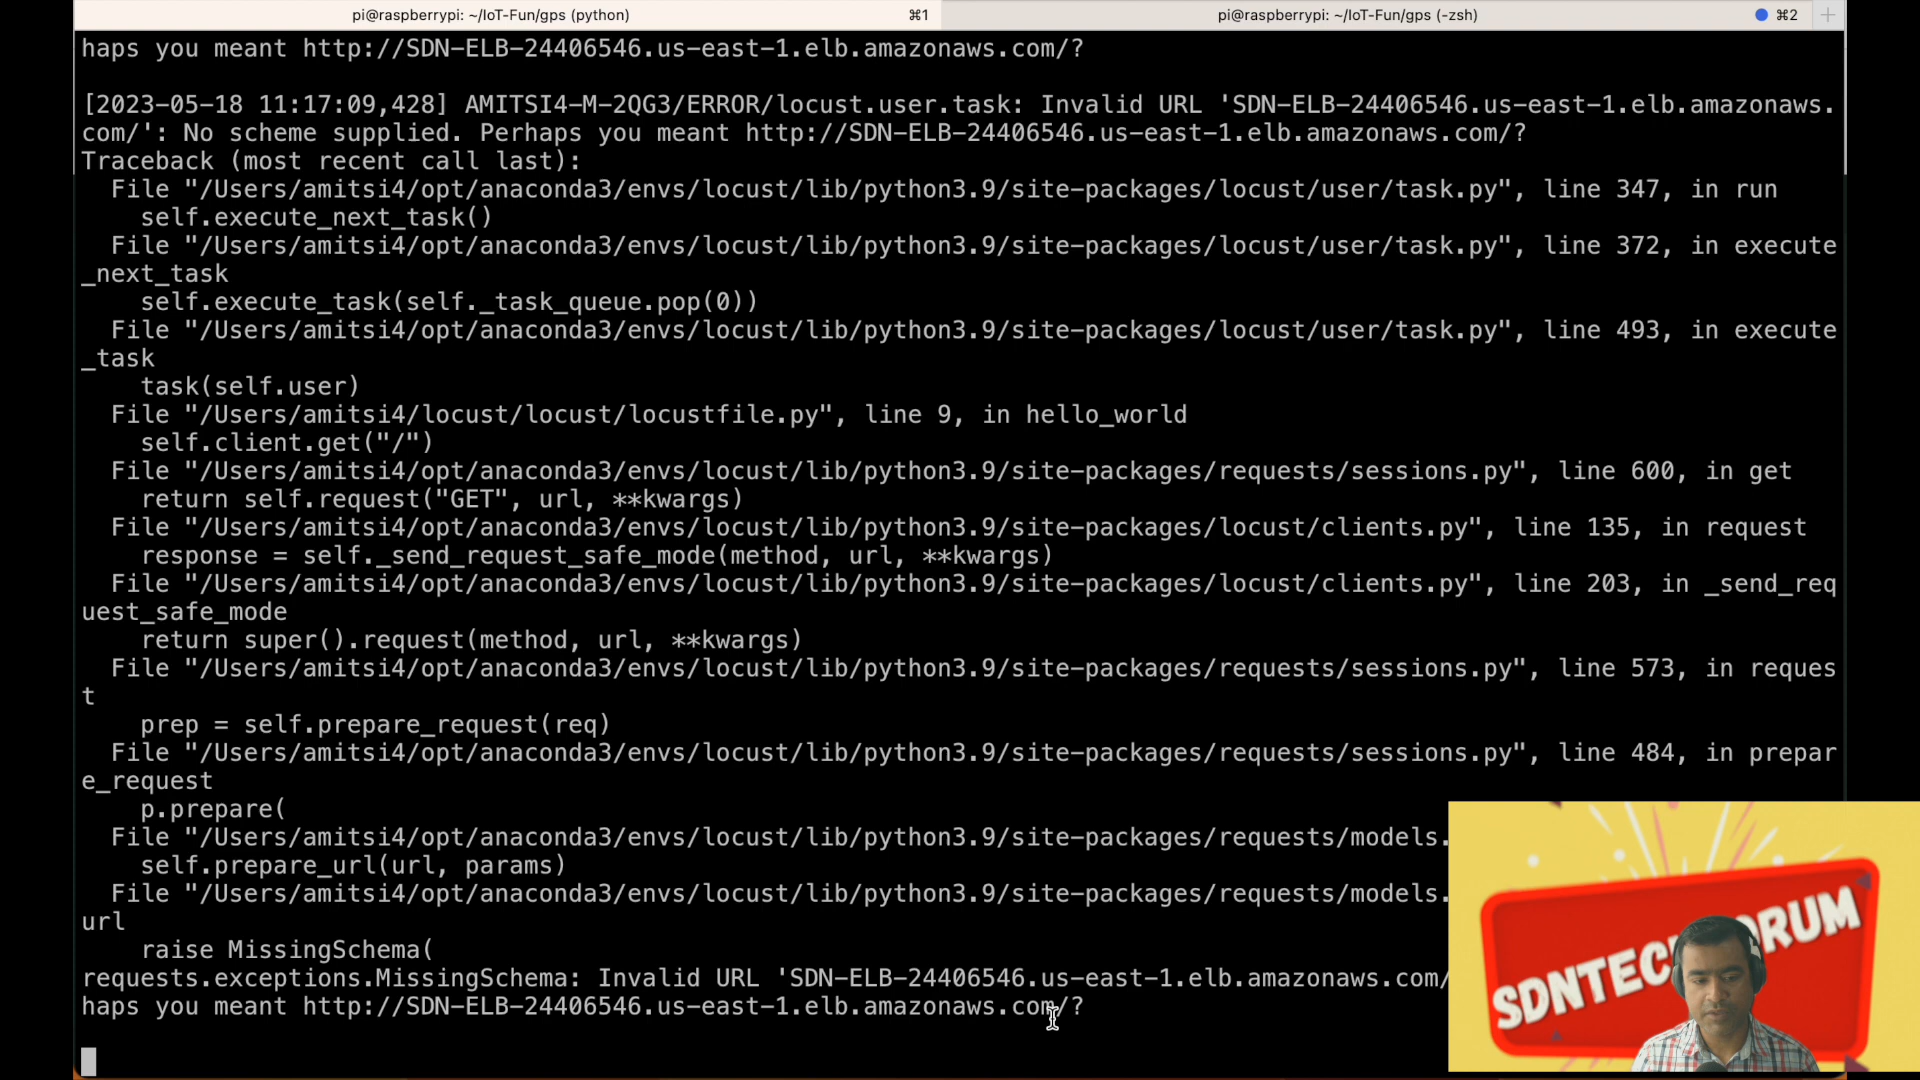 pi@raspberrypi: ~/IoT-Fun/gps (python) ⌘1 pi@raspberrypi: ~/IoT-Fun/gps (-zsh) ⌘2
haps you meant http://SDN-ELB-24406546.us-east-1.elb.amazonaws.com/?
[2023-05-18 11:17:09,428] AMITSI4-M-2QG3/ERROR/locust.user.task: Invalid URL 'SDN-ELB-24406546.us-east-1.elb.amazonaws.
com/': No scheme supplied. Perhaps you meant http://SDN-ELB-24406546.us-east-1.elb.amazonaws.com/?
Traceback (most recent call last):
  File "/Users/amitsi4/opt/anaconda3/envs/locust/lib/python3.9/site-packages/locust/user/task.py", line 347, in run
    self.execute_next_task()
  File "/Users/amitsi4/opt/anaconda3/envs/locust/lib/python3.9/site-packages/locust/user/task.py", line 372, in execute
_next_task
    self.execute_task(self._task_queue.pop(0))
  File "/Users/amitsi4/opt/anaconda3/envs/locust/lib/python3.9/site-packages/locust/user/task.py", line 493, in execute
_task
    task(self.user)
  File "/Users/amitsi4/locust/locust/locustfile.py", line 9, in hello_world
    self.client.get("/")
  File "/Users/amitsi4/opt/anaconda3/envs/locust/lib/python3.9/site-packages/requests/sessions.py", line 600, in get
    return self.request("GET", url, **kwargs)
  File "/Users/amitsi4/opt/anaconda3/envs/locust/lib/python3.9/site-packages/locust/clients.py", line 135, in request
    response = self._send_request_safe_mode(method, url, **kwargs)
  File "/Users/amitsi4/opt/anaconda3/envs/locust/lib/python3.9/site-packages/locust/clients.py", line 203, in _send_req
uest_safe_mode
    return super().request(method, url, **kwargs)
  File "/Users/amitsi4/opt/anaconda3/envs/locust/lib/python3.9/site-packages/requests/sessions.py", line 573, in reques
t
    prep = self.prepare_request(req)
  File "/Users/amitsi4/opt/anaconda3/envs/locust/lib/python3.9/site-packages/requests/sessions.py", line 484, in prepar
e_request
    p.prepare(
  File "/Users/amitsi4/opt/anaconda3/envs/locust/lib/python3.9/site-packages/requests/models.
    self.prepare_url(url, params)
  File "/Users/amitsi4/opt/anaconda3/envs/locust/lib/python3.9/site-packages/requests/models.
url
    raise MissingSchema(
requests.exceptions.MissingSchema: Invalid URL 'SDN-ELB-24406546.us-east-1.elb.amazonaws.com/
haps you meant http://SDN-ELB-24406546.us-east-1.elb.amazonaws.com/?